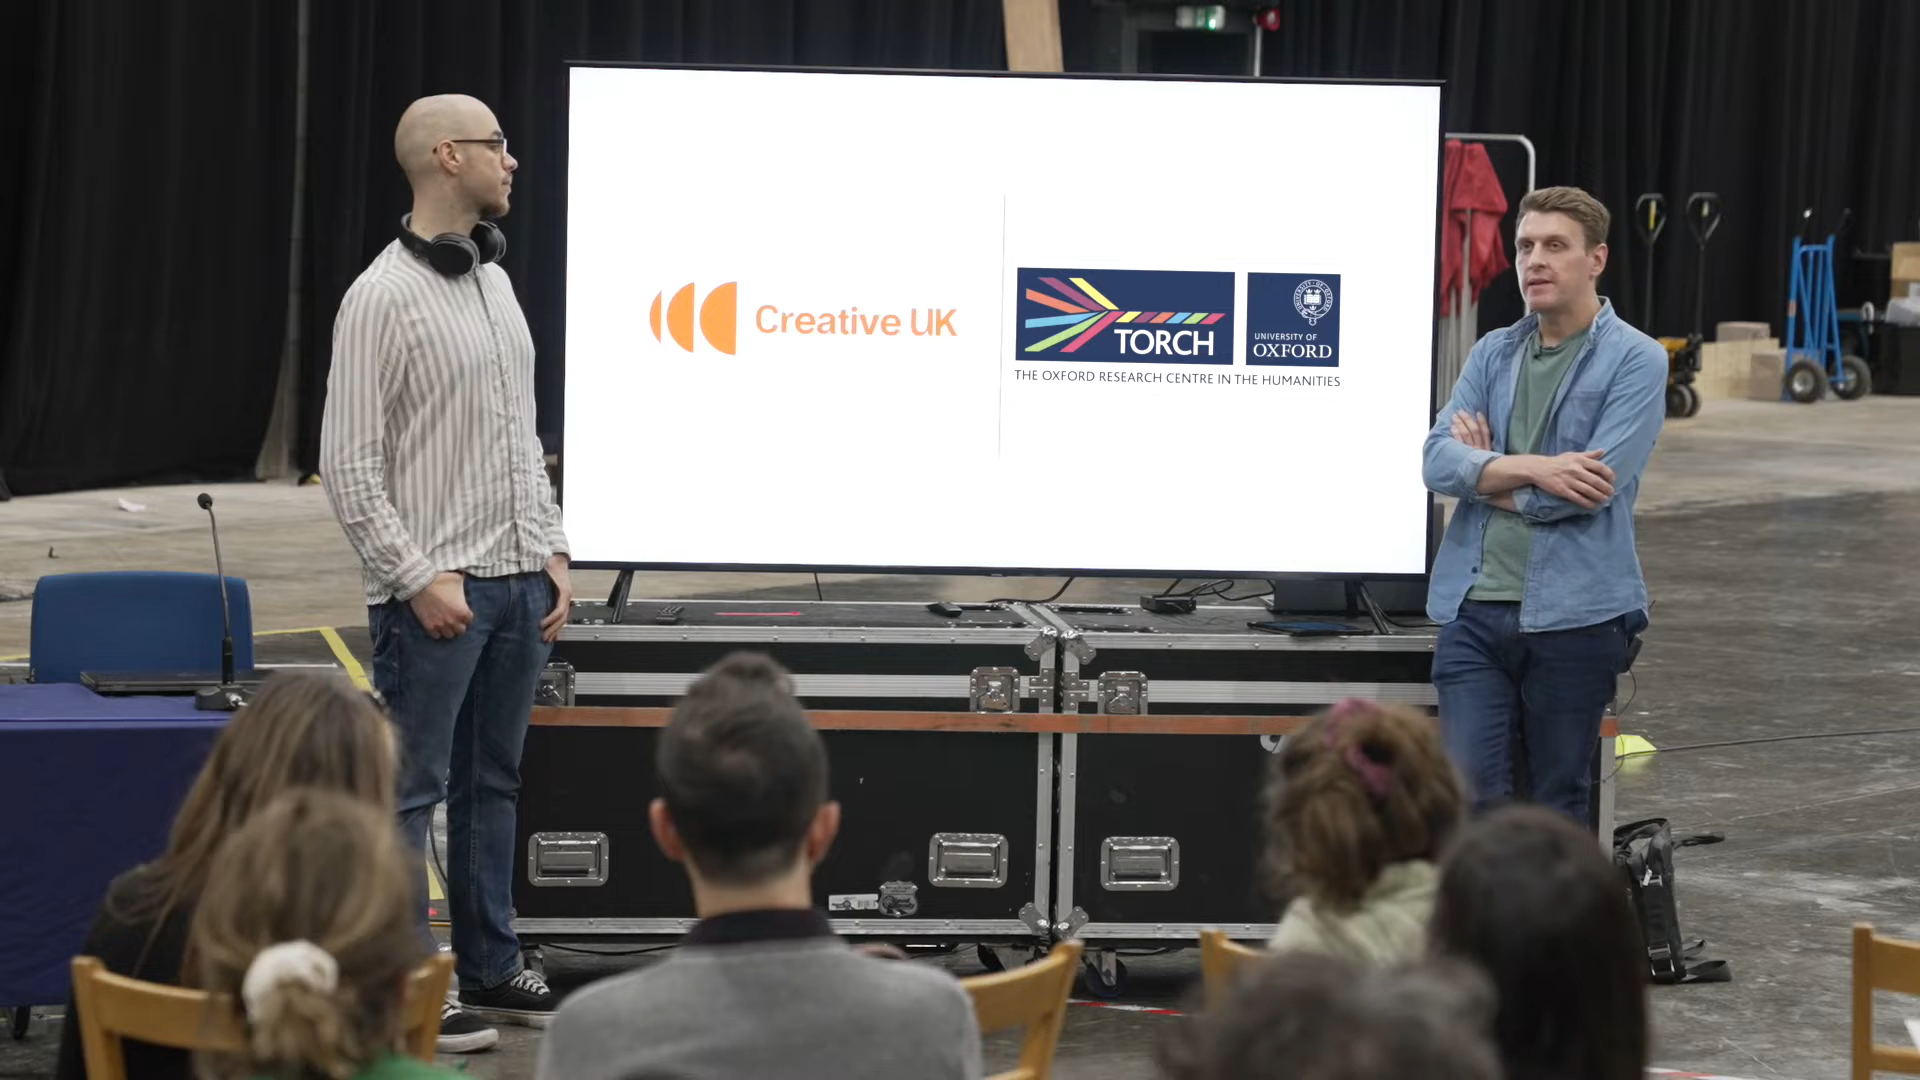 Creative UK
TORCH
UNIVERSITY OF
OXFORD
THE OXFORD RESEARCH CENTRE IN THE HUMANITIES